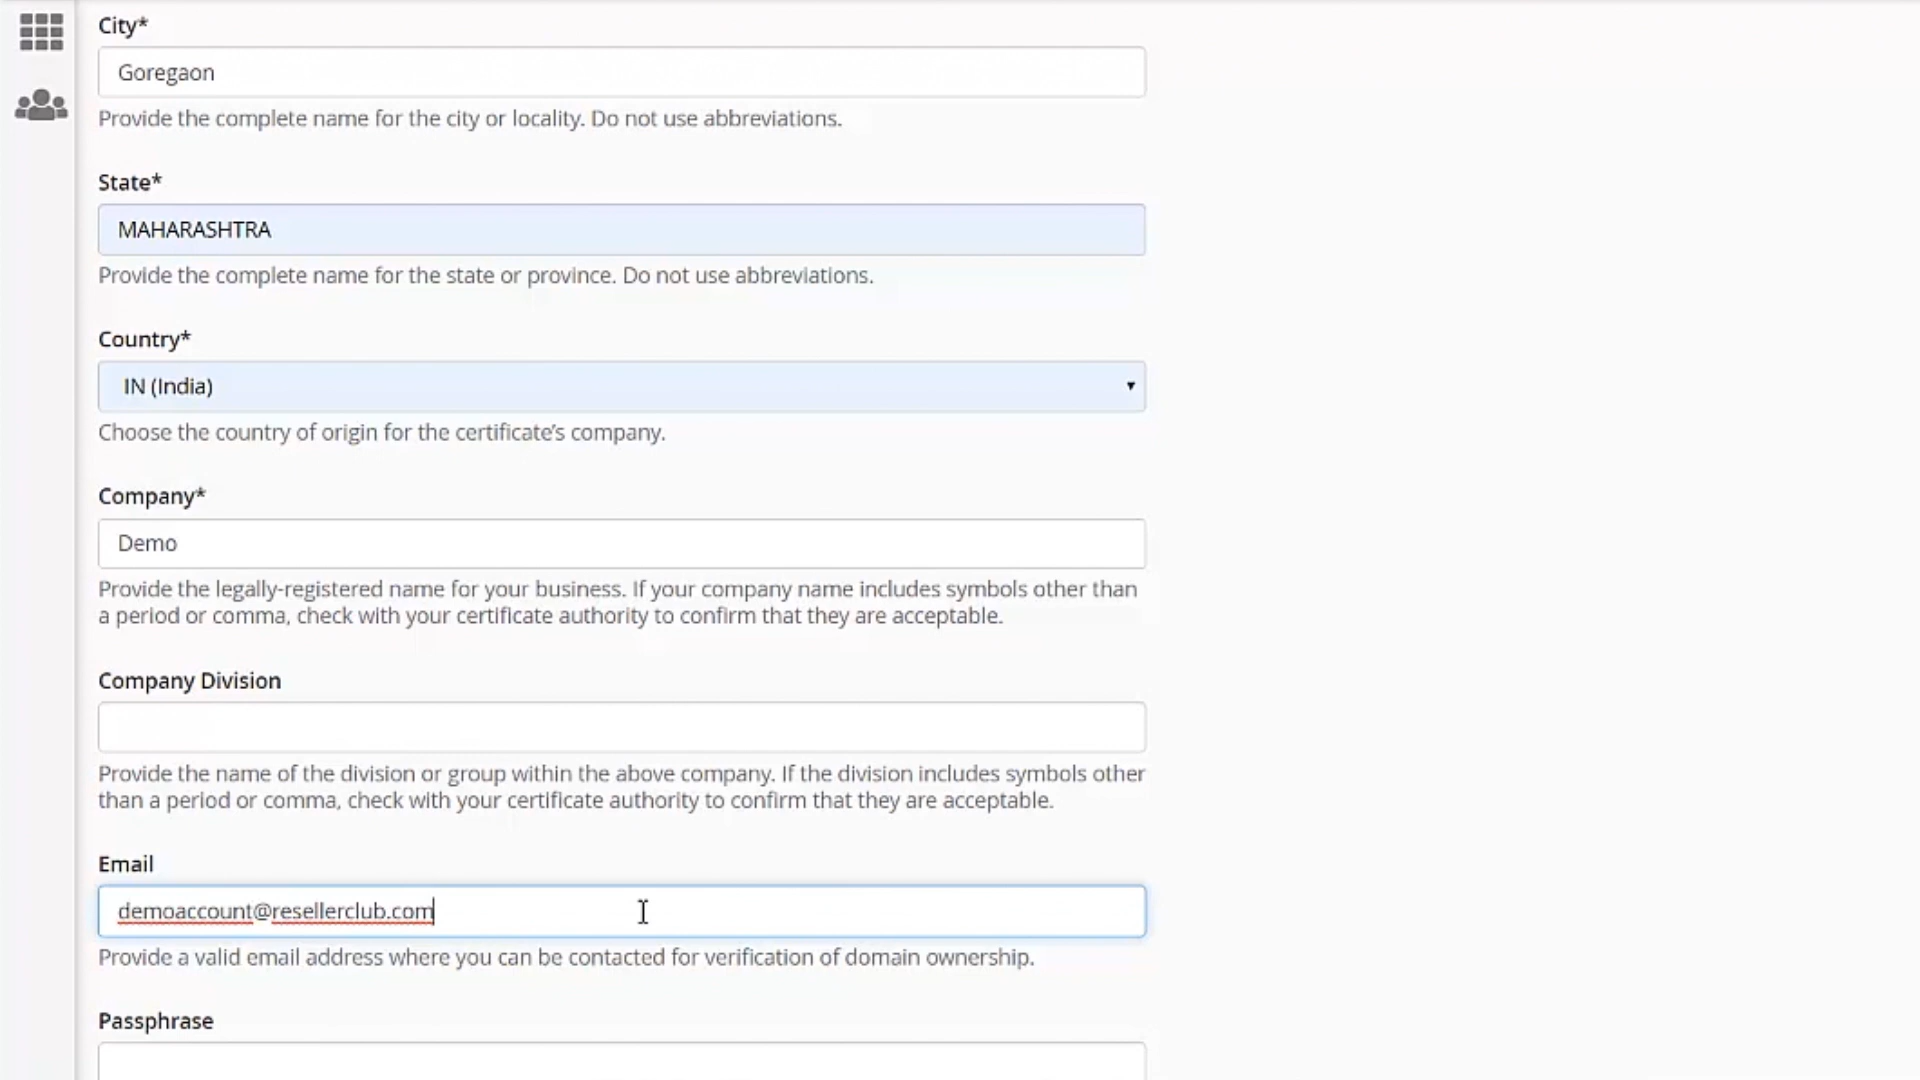 City*
Goregaon
Provide the complete name for the city or locality. Do not use abbreviations.
State*
MAHARASHTRA
Provide the complete name for the state or province. Do not use abbreviations.
Country*
IN (India)
Choose the country of origin for the certificate’s company.
Company*
Demo
Provide the legally-registered name for your business. If your company name includes symbols other than
a period or comma, check with your certificate authority to confirm that they are acceptable.
Company Division
Provide the name of the division or group within the above company. If the division includes symbols other
than a period or comma, check with your certificate authority to confirm that they are acceptable.
Email
demoaccount@resellerclub.com
Provide a valid email address where you can be contacted for verification of domain ownership.
Passphrase